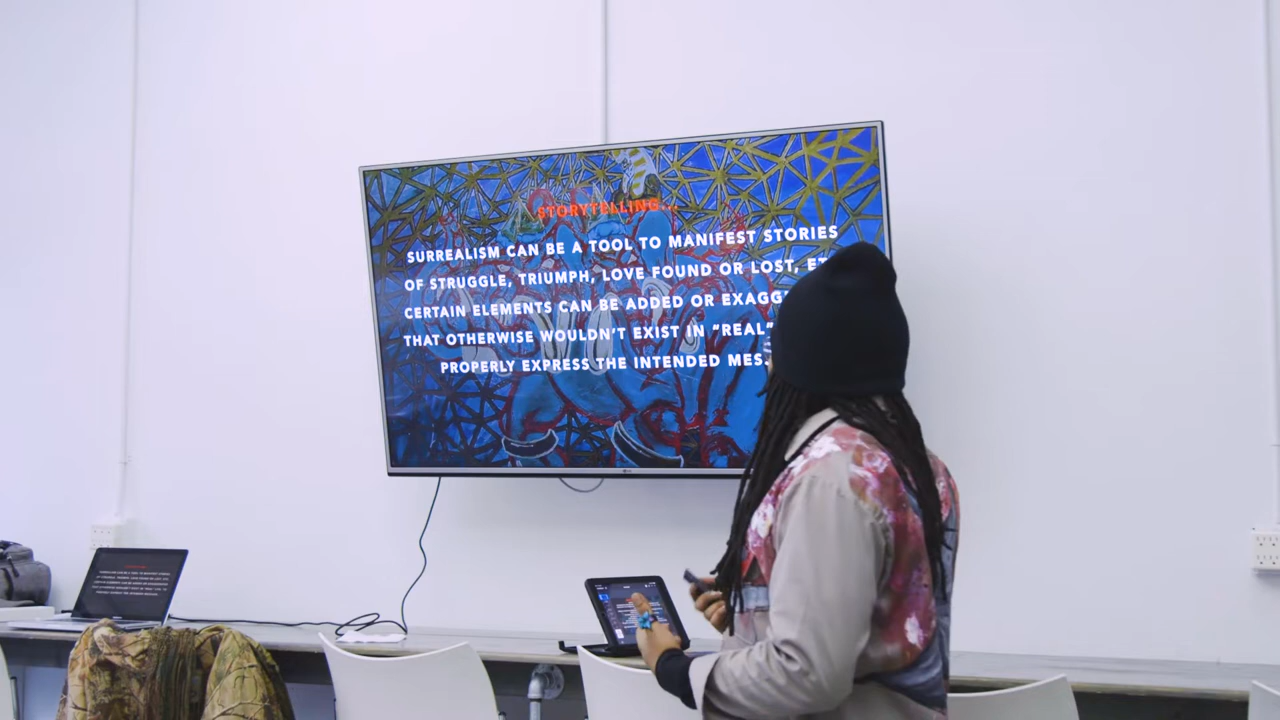 STORYTELLING...
SURREALISM CAN BE A TOOL TO MANIFEST STORIES
OF STRUGGLE, TRIUMPH, LOVE FOUND OR LOST,
CERTAIN ELEMENTS CAN BE ADDED OR
THAT OTHERWISE WOULDN'T EXIST IN "REAL"
PROPERLY EXPRESS THE INTENDED
LG